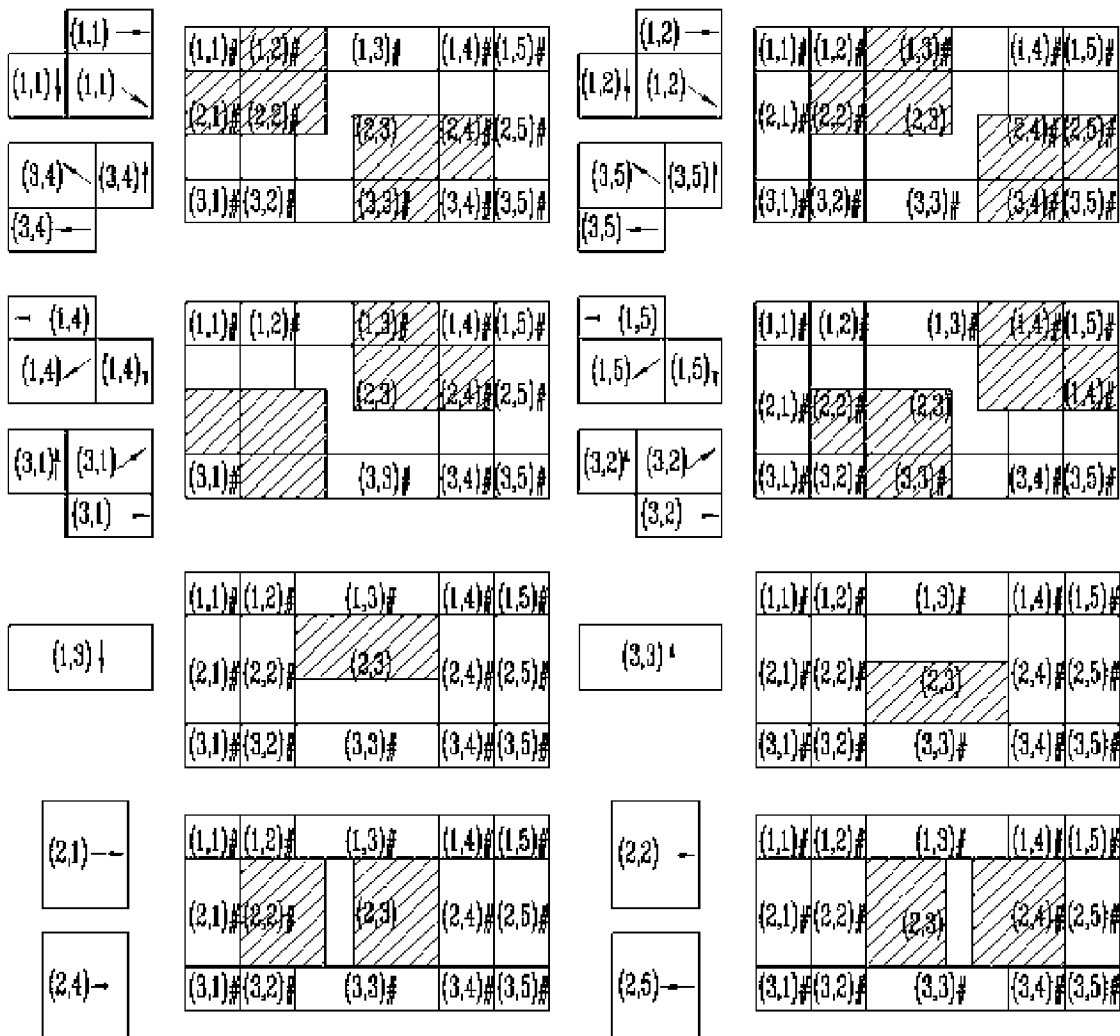 (1,1) (1,1)# (1,2)# (1,3)# (1,4)# (1,5)# (1,2) (1,1)# (1,2)# (1,3)# (1,4)# (1,5)#
(1,1) (1,1) (1,2) (1,2)
(2,1)# (2,2)# (2,3) (2,4)# (2,5)# (2,1)# (2,2)# (2,3) (2,4)# (2,5)#
(3,4) (3,4) (3,5) (3,5)
(3,4) (3,1)# (3,2)# (3,3)# (3,4)# (3,5)# (3,5) (3,1)# (3,2)# (3,3)# (3,4)# (3,5)#
(1,4) (1,1)# (1,2)# (1,3)# (1,4)# (1,5)# (1,5) (1,1)# (1,2)# (1,3)# (1,4)# (1,5)#
(1,4) (1,4) (1,5) (1,5)
(2,3) (2,4)# (2,5)# (2,1)# (2,2)# (2,3) (1,4)#
(3,1) (3,1) (3,2) (3,2)
(3,1)# (3,3)# (3,4)# (3,5)# (3,1)# (3,2)# (3,3)# (3,4)# (3,5)#
(3,1) (3,2)
(1,1)# (1,2)# (1,3)# (1,4)# (1,5)# (1,1)# (1,2)# (1,3)# (1,4)# (1,5)#
(1,3) (2,1)# (2,2)# (2,3) (2,4)# (2,5)# (3,3) (2,1)# (2,2)# (2,3) (2,4)# (2,5)#
(3,1)# (3,2)# (3,3)# (3,4)# (3,5)# (3,1)# (3,2)# (3,3)# (3,4)# (3,5)#
(2,1) (1,1)# (1,2)# (1,3)# (1,4)# (1,5)# (2,2) (1,1)# (1,2)# (1,3)# (1,4)# (1,5)#
(2,1)# (2,2)# (2,3) (2,4)# (2,5)# (2,1)# (2,2)# (2,3) (2,4)# (2,5)#
(2,4) (3,1)# (3,2)# (3,3)# (3,4)# (3,5)# (2,5) (3,1)# (3,2)# (3,3)# (3,4)# (3,5)#